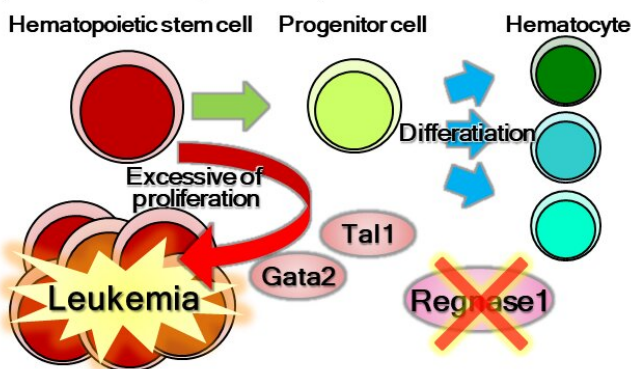 Hematopoietic stem cell
Progenitor cell
Hematocyte
Differatiation
Excessive of
proliferation
Tal1
Gata2
Leukemia
Regnase1